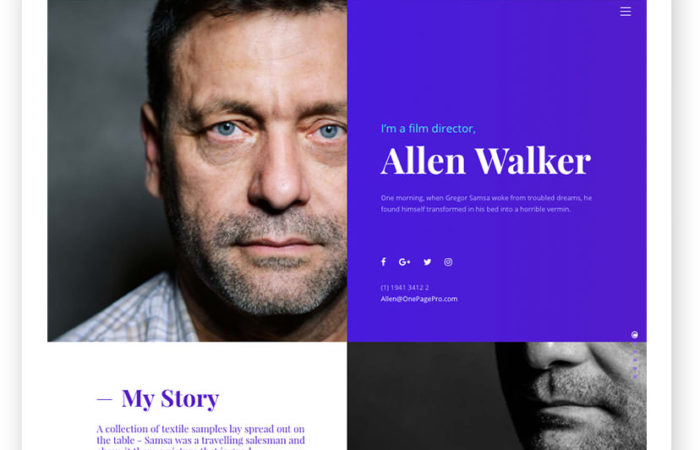 I'm a film director,
Allen Walker
One morning, when Gregor Samsa woke from troubled dreams, he
found himself transformed in his bed into a horrible vermin.
(1) 1941 3412 2
Allen@OnePagePro.com
— My Story
A collection of textile samples lay spread out on
the table - Samsa was a travelling salesman and